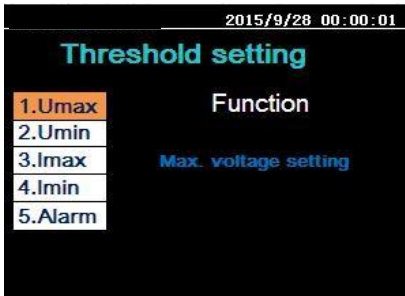 2015/9/28 00:00:01
Threshold setting
1.Umax
Function
2.Umin
3.Imax
Max. voltage setting
4.Imin
5.Alarm